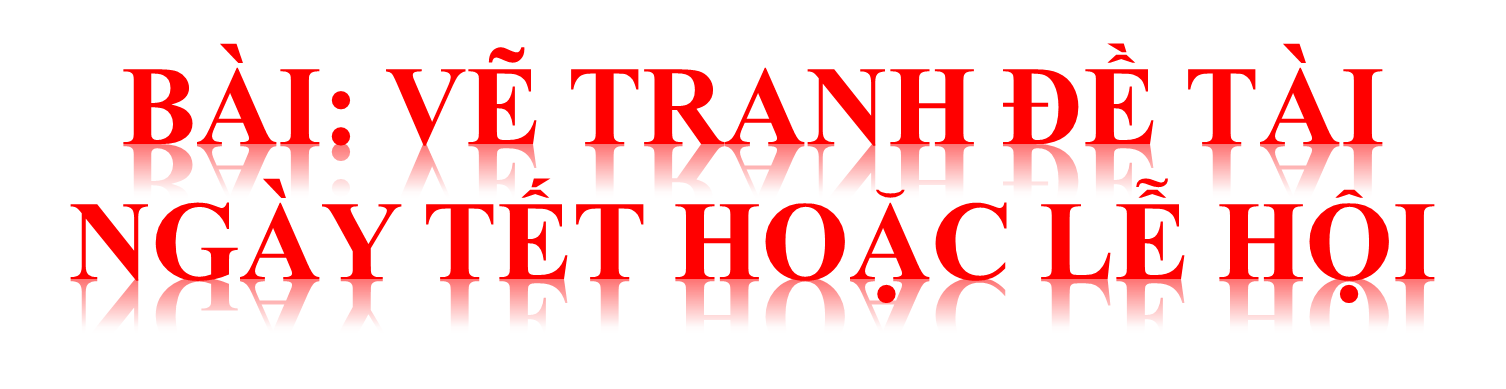 BÀI: VẼ TRANH ĐỀ TÀI
NGÀY TẾT HOẶC LỄ HỘI